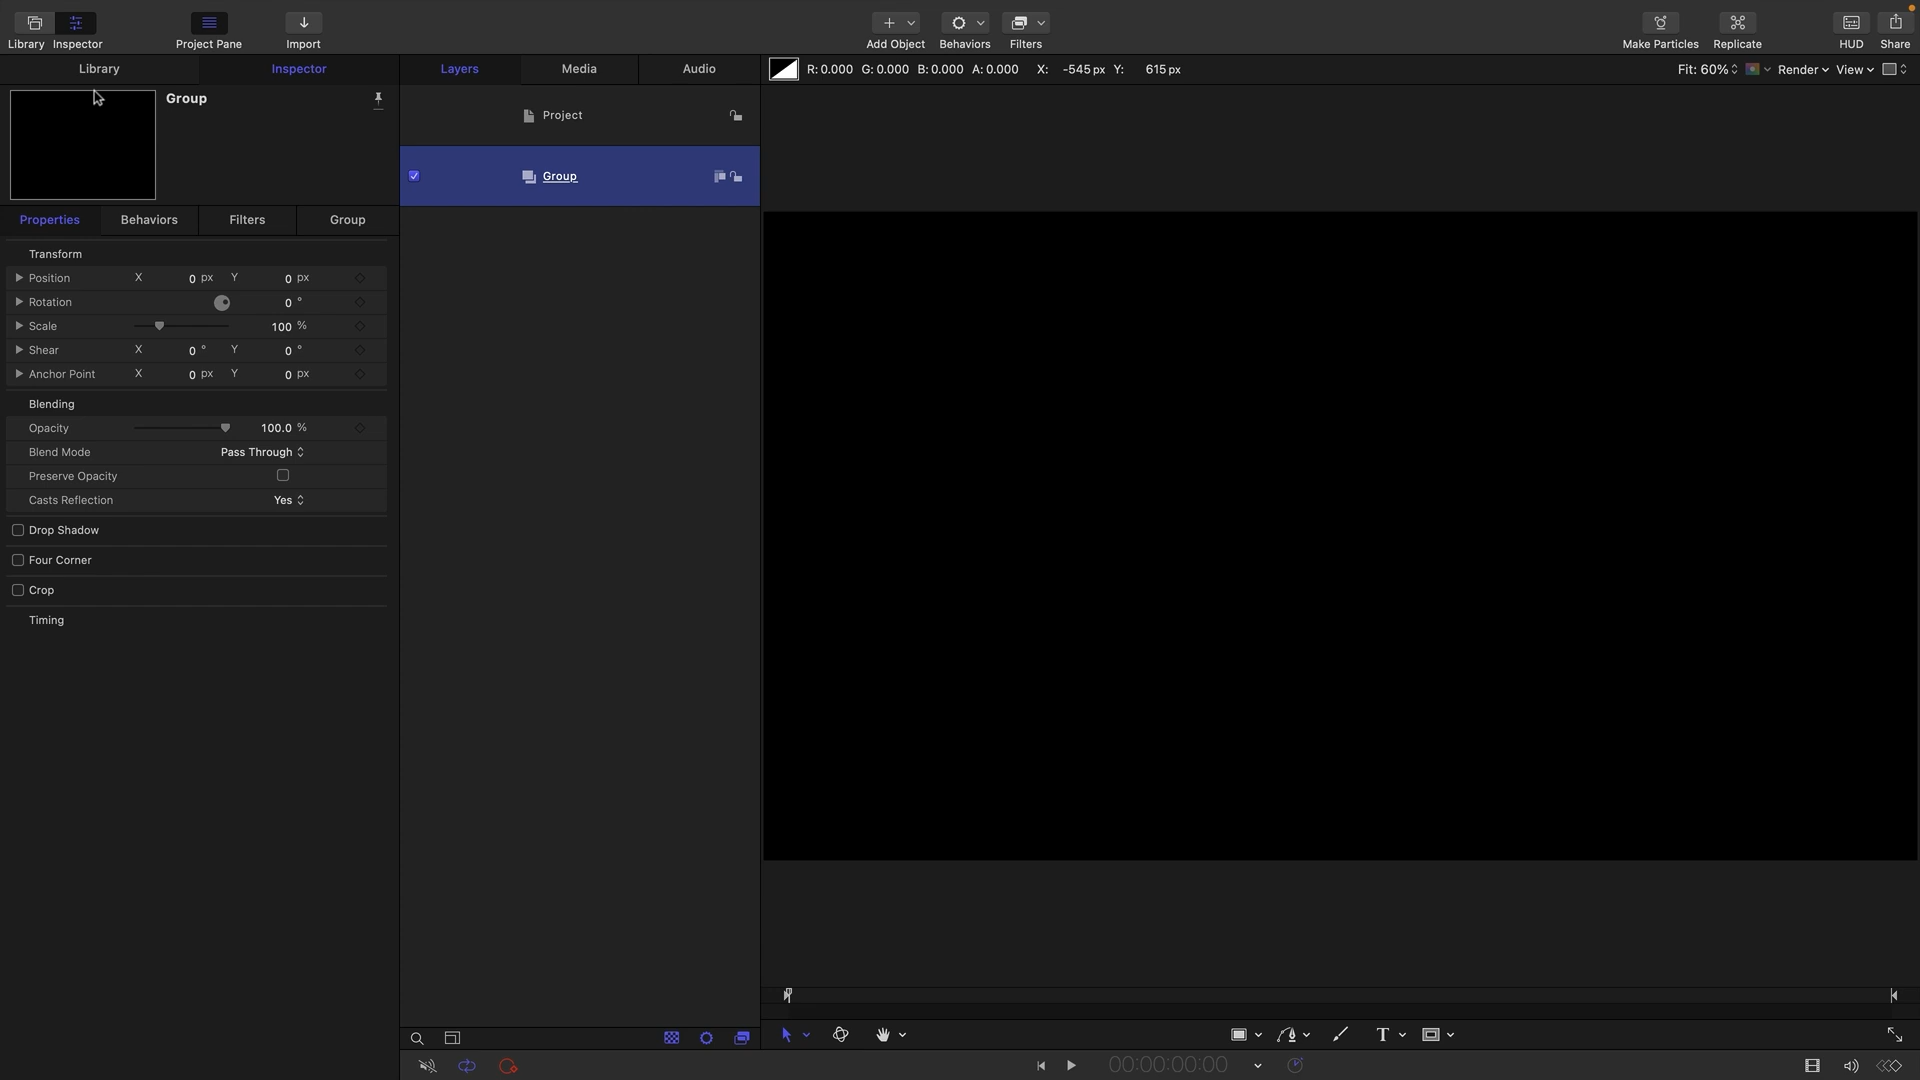 Library Inspector Project Pane Import Add Object Behaviors Filters Make Particles Replicate HUD Share
Library Inspector Layers Media Audio R:0.000 G:0.000 B:0.000 A:0.000 X: -545 px Y: 615 px Fit: 60% Render View
Group
Project
Group
Properties Behaviors Filters Group
Transform
Position X 0 px Y 0 px
Rotation 0 °
Scale 100 %
Shear X 0 ° Y 0 °
Anchor Point X 0 px Y 0 px
Blending
Opacity 100.0 %
Blend Mode Pass Through
Preserve Opacity
Casts Reflection Yes
Drop Shadow
Four Corner
Crop
Timing
T
00:00:00:00